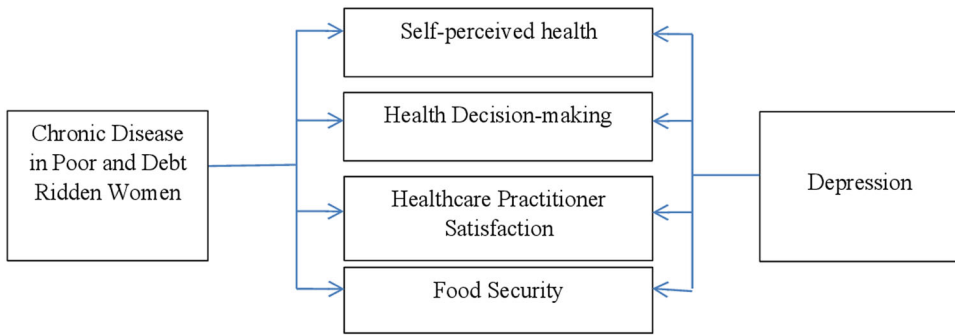 Chronic Disease
in Poor and Debt
Ridden Women
Self-perceived health
Health Decision-making
Healthcare Practitioner
Satisfaction
Food Security
Depression